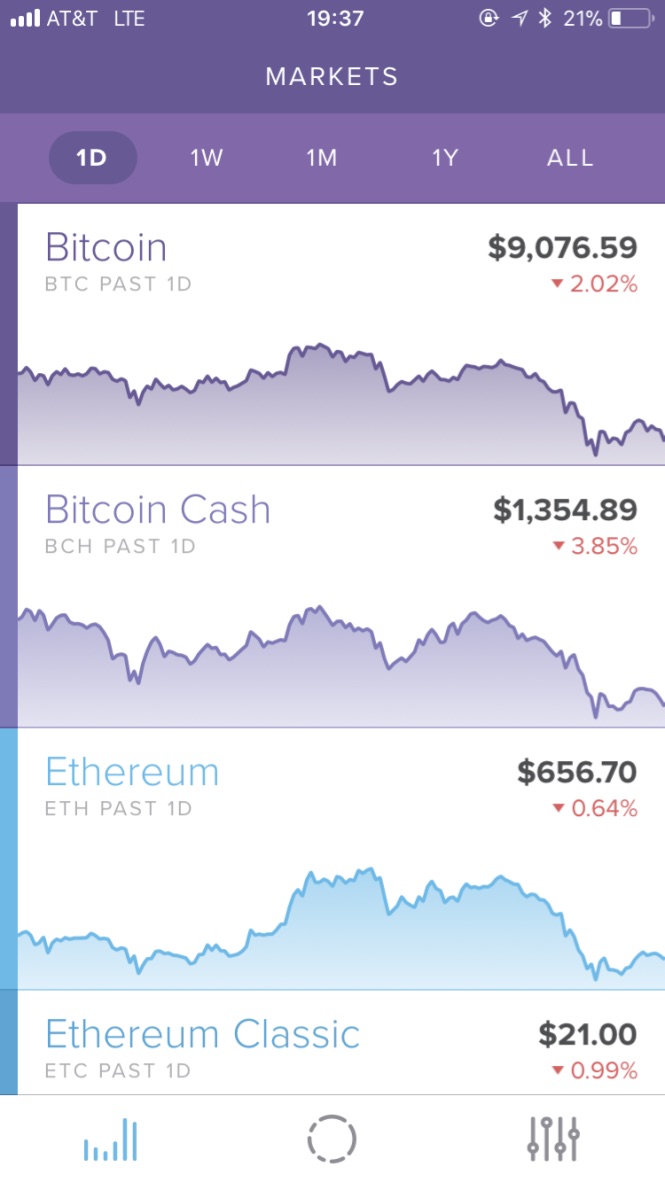 AT&T LTE 19:37 21%
MARKETS
1D 1W 1M 1Y ALL
Bitcoin $9,076.59
BTC PAST 1D ▼ 2.02%
Bitcoin Cash $1,354.89
BCH PAST 1D ▼ 3.85%
Ethereum $656.70
ETH PAST 1D ▼ 0.64%
Ethereum Classic $21.00
ETC PAST 1D ▼ 0.99%